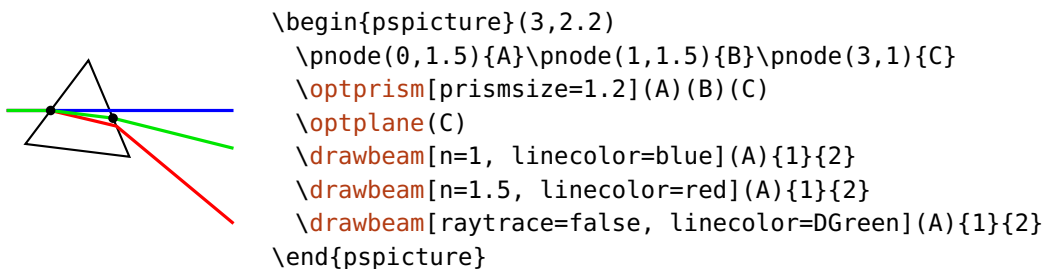 \begin{pspicture}(3,2.2)
  \pnode(0,1.5){A}\pnode(1,1.5){B}\pnode(3,1){C}
  \optprism[prismsize=1.2](A)(B)(C)
  \optplane(C)
  \drawbeam[n=1, linecolor=blue](A){1}{2}
  \drawbeam[n=1.5, linecolor=red](A){1}{2}
  \drawbeam[raytrace=false, linecolor=DGreen](A){1}{2}
\end{pspicture}